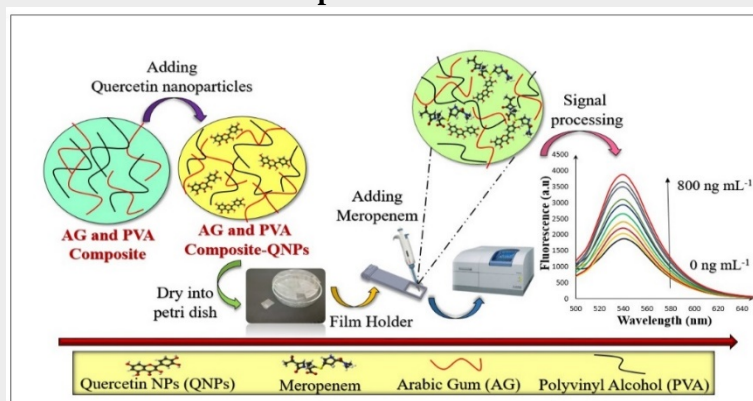 Adding
Quercetin nanoparticles
AG and PVA
Composite
AG and PVA
Composite-QNPs
Dry into
petri dish
Film Holder
Adding
Meropenem
Signal
processing
Fluorescence (a.n)
4500
4000
3500
3000
2500
2000
1500
1000
500
0
800 ng mL⁻¹
0 ng mL⁻¹
500 520 540 560 580 600 620 640
Wavelength (nm)
Quercetin NPs (QNPs) Meropenem Arabic Gum (AG) Polyvinyl Alcohol (PVA)